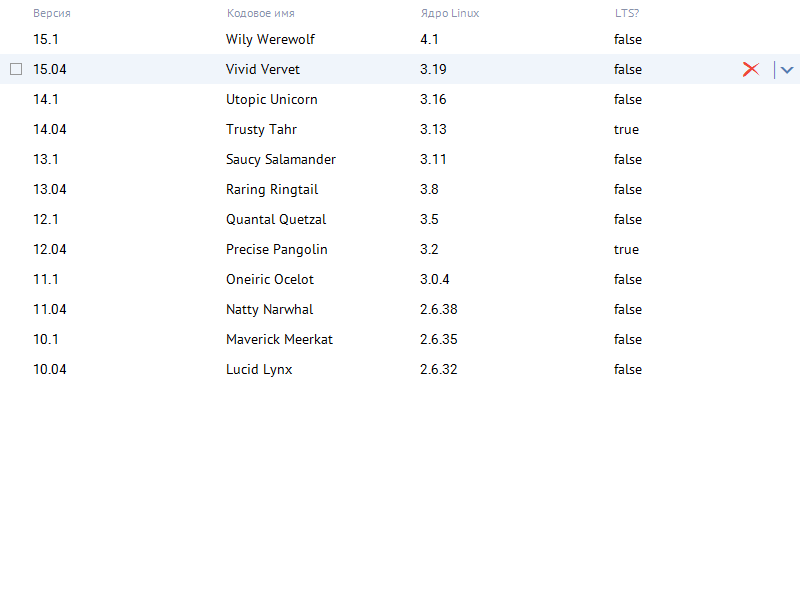 Версия Кодовое имя Ядро Linux LTS?
15.1 Wily Werewolf 4.1 false
15.04 Vivid Vervet 3.19 false
14.1 Utopic Unicorn 3.16 false
14.04 Trusty Tahr 3.13 true
13.1 Saucy Salamander 3.11 false
13.04 Raring Ringtail 3.8 false
12.1 Quantal Quetzal 3.5 false
12.04 Precise Pangolin 3.2 true
11.1 Oneiric Ocelot 3.0.4 false
11.04 Natty Narwhal 2.6.38 false
10.1 Maverick Meerkat 2.6.35 false
10.04 Lucid Lynx 2.6.32 false